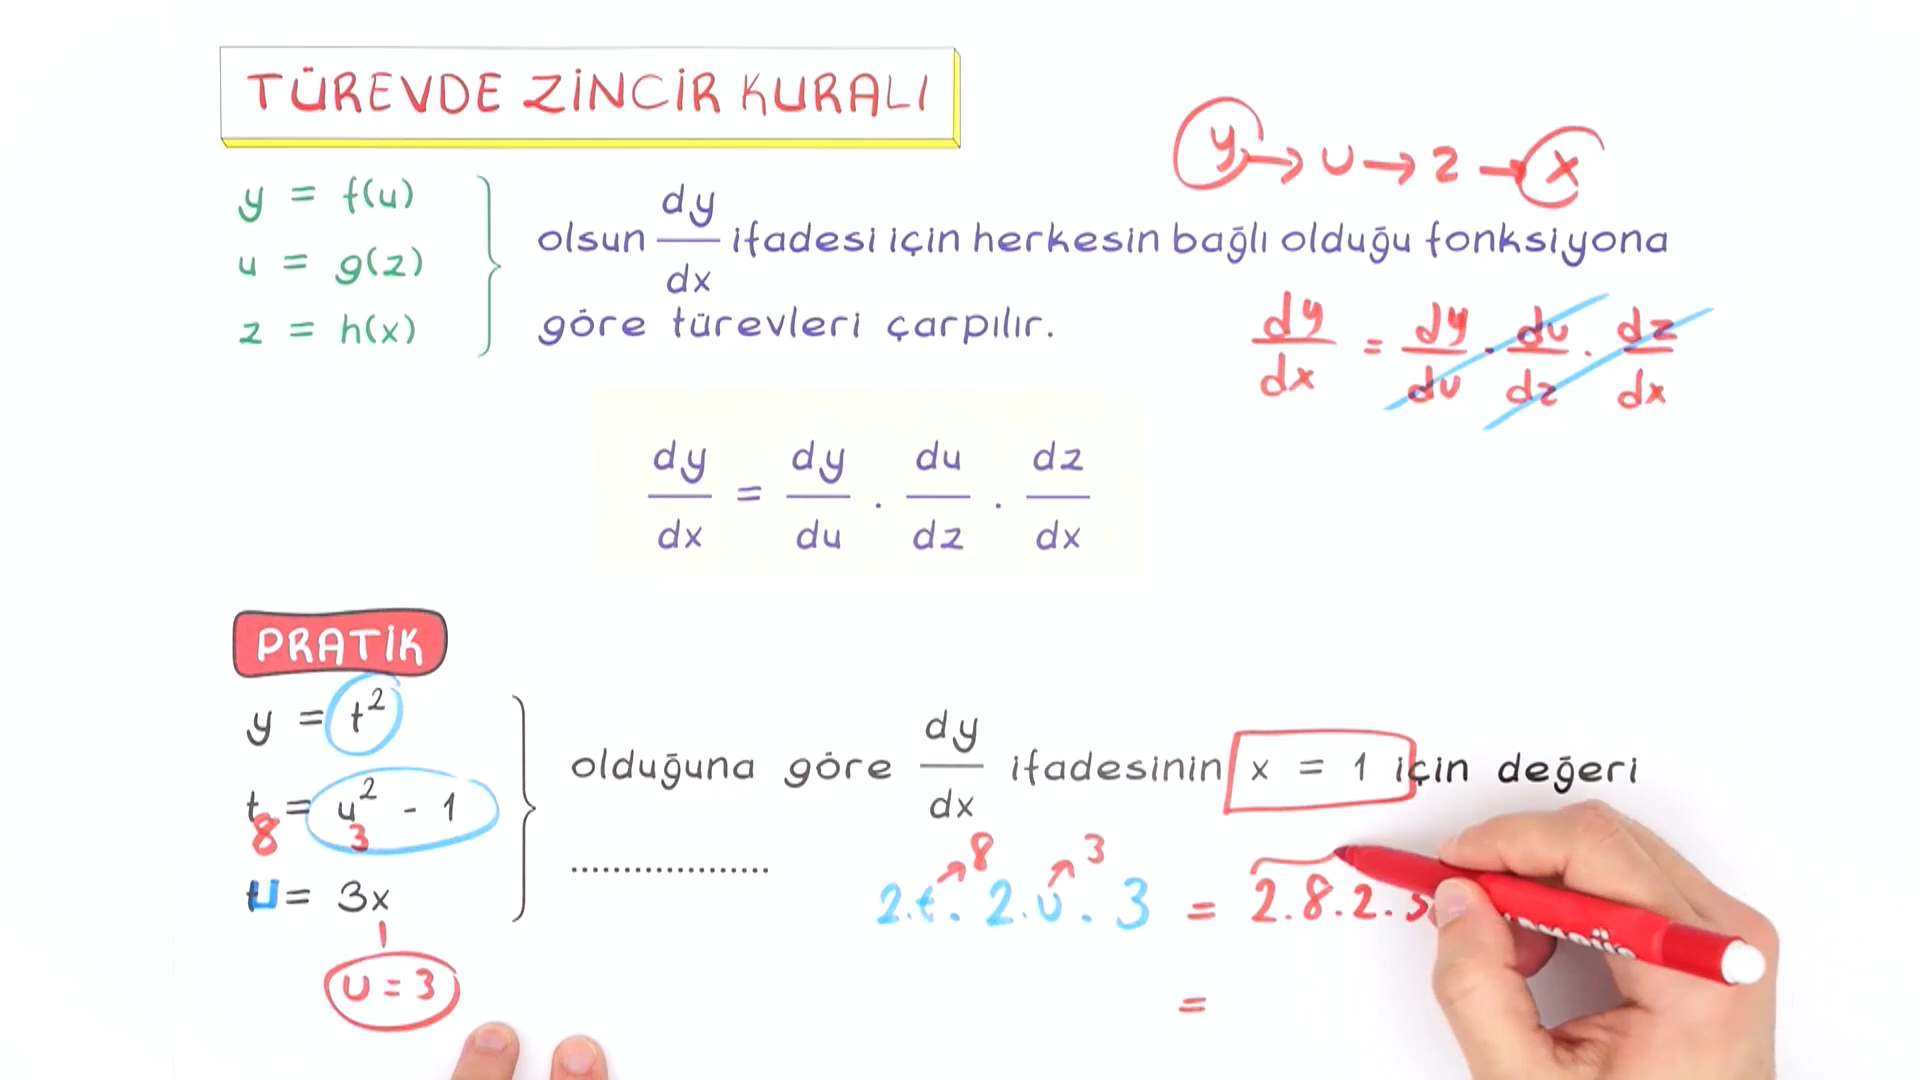 TÜREVDE ZİNCİR KURALI
y → u → z → x
y = f(u)
u = g(z)
z = h(x)
olsun dy/dx ifadesi için herkesin bağlı olduğu fonksiyona
göre türevleri çarpılır.
dy/dx = dy/du . du/dz . dz/dx
dy/dx = dy/du . du/dz . dz/dx
PRATİK
y = t²
t = u² - 1
8 3
u = 3x
1
u = 3
olduğuna göre dy/dx ifadesinin x = 1 için değeri
..................
8 3
2.t. 2.u. 3 = 2.8.2.
=